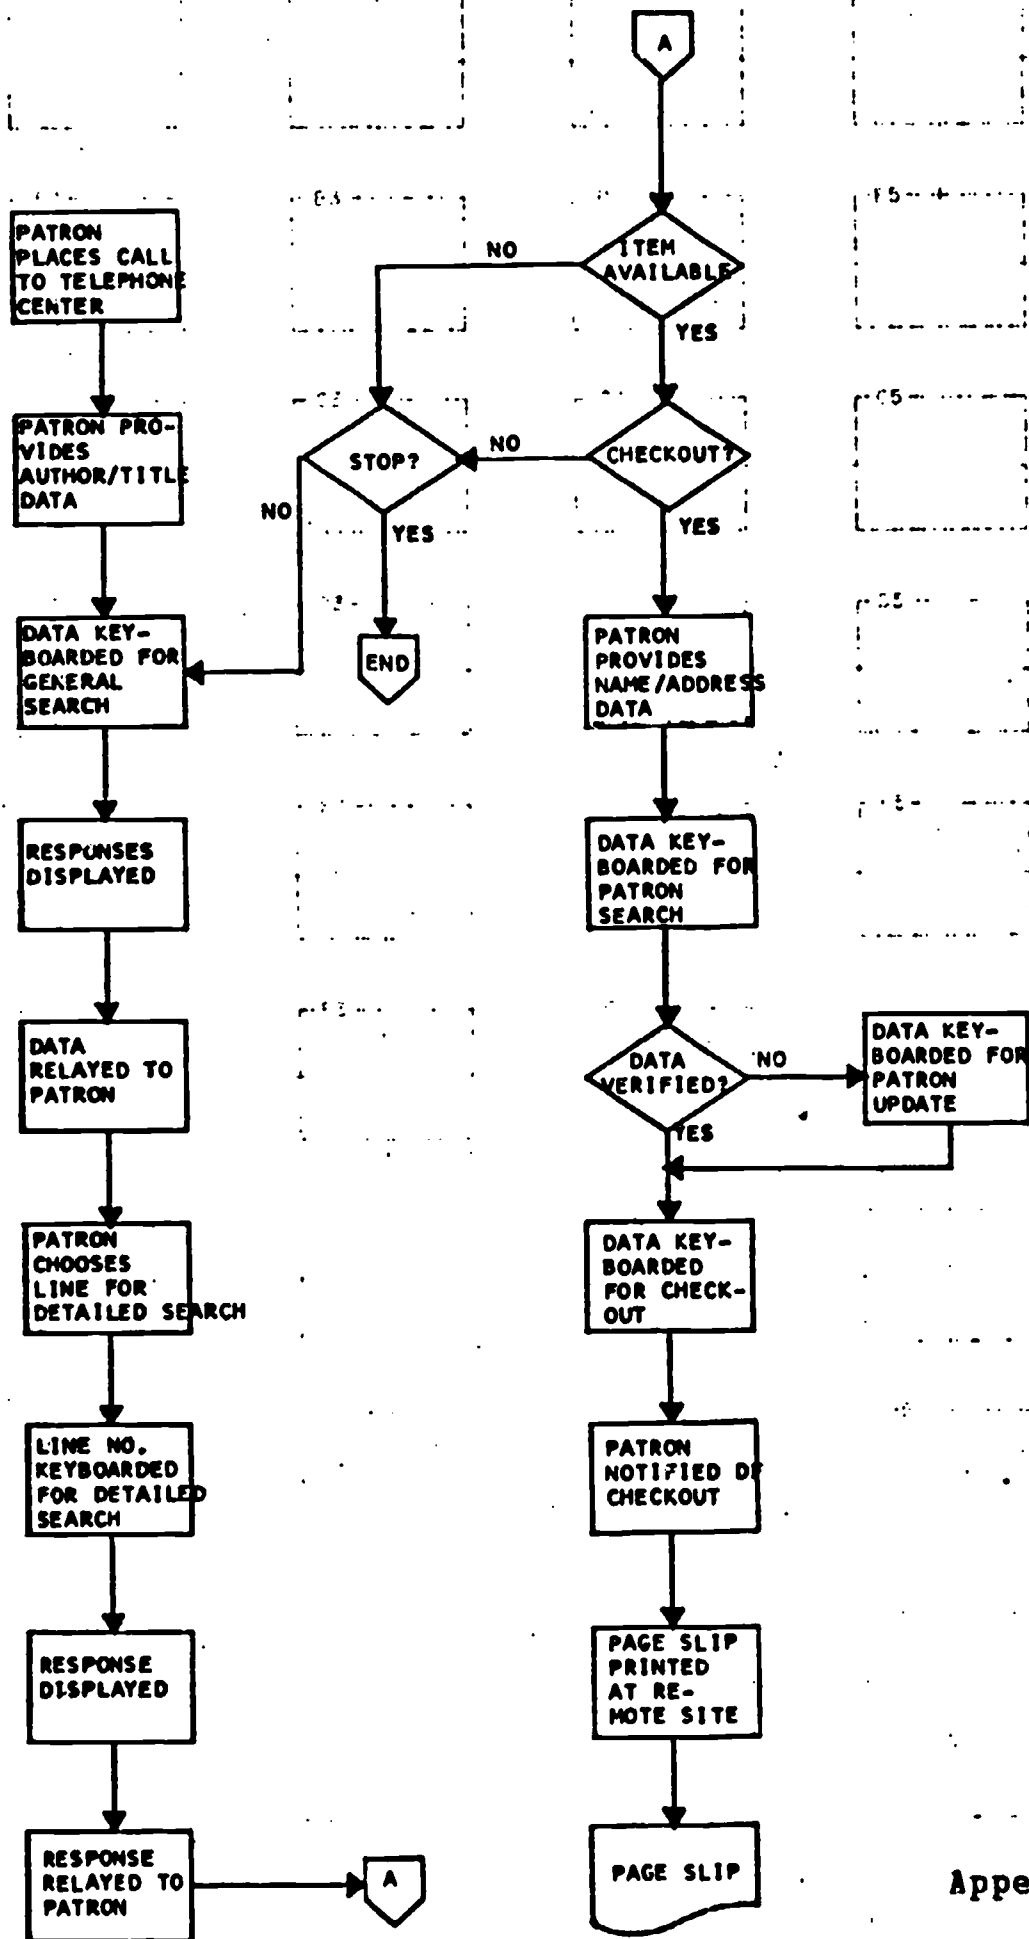 PATRON
PLACES CALL
TO TELEPHONE
CENTER
PATRON PRO-
VIDES
AUTHOR/TITLE
DATA
DATA KEY-
BOARDED FOR
GENERAL
SEARCH
RESPONSES
DISPLAYED
DATA
RELAYED TO
PATRON
PATRON
CHOOSES
LINE FOR
DETAILED SEARCH
LINE NO.
KEYBOARDED
FOR DETAILED
SEARCH
RESPONSE
DISPLAYED
RESPONSE
RELAYED TO
PATRON
A
A
ITEM
AVAILABLE
NO
YES
CHECKOUT?
NO
YES
STOP?
NO
YES
END
PATRON
PROVIDES
NAME/ADDRESS
DATA
DATA KEY-
BOARDED FOR
PATRON
SEARCH
DATA
VERIFIED?
NO
YES
DATA KEY-
BOARDED FOR
PATRON
UPDATE
DATA KEY-
BOARDED
FOR CHECK-
OUT
PATRON
NOTIFIED OF
CHECKOUT
PAGE SLIP
PRINTED
AT RE-
MOTE SITE
PAGE SLIP
Appe